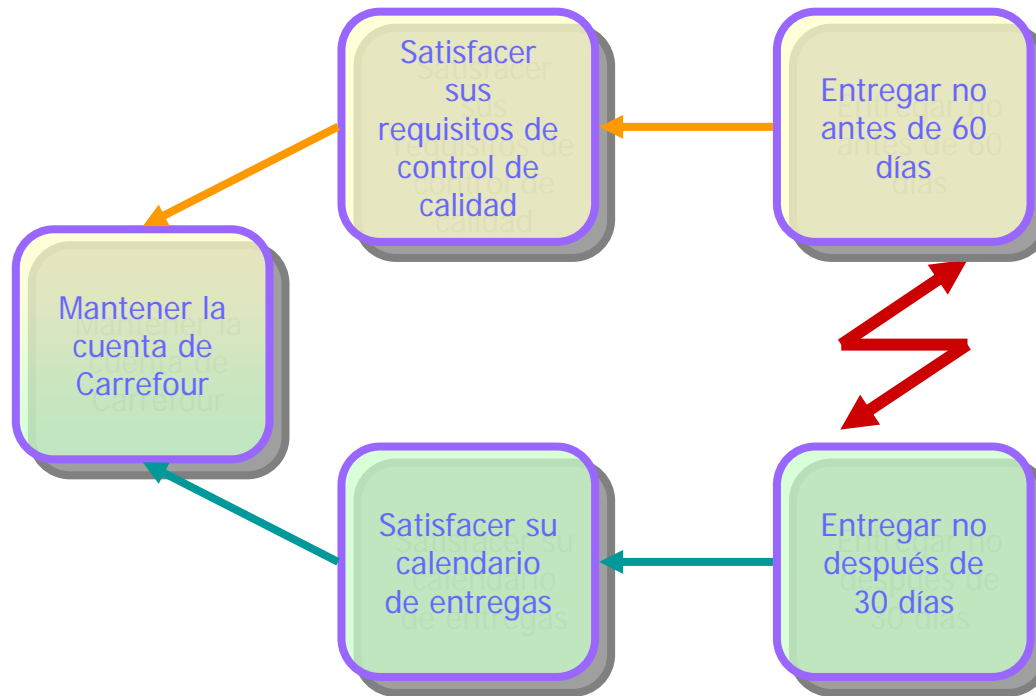 Satisfacer
sus
requisitos de
control de
calidad
Entregar no
antes de 60
días
Mantener la
cuenta de
Carrefour
Satisfacer su
calendario
de entregas
Entregar no
después de
30 días